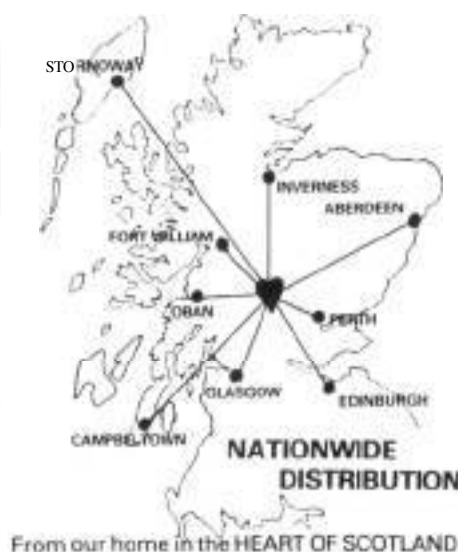 STORNOWAY
INVERNESS
ABERDEEN
FORT WILLIAM
OBAN
PERTH
GLASGOW
EDINBURGH
CAMPBELTOWN
NATIONWIDE
DISTRIBUTION
From our home in the HEART OF SCOTLAND